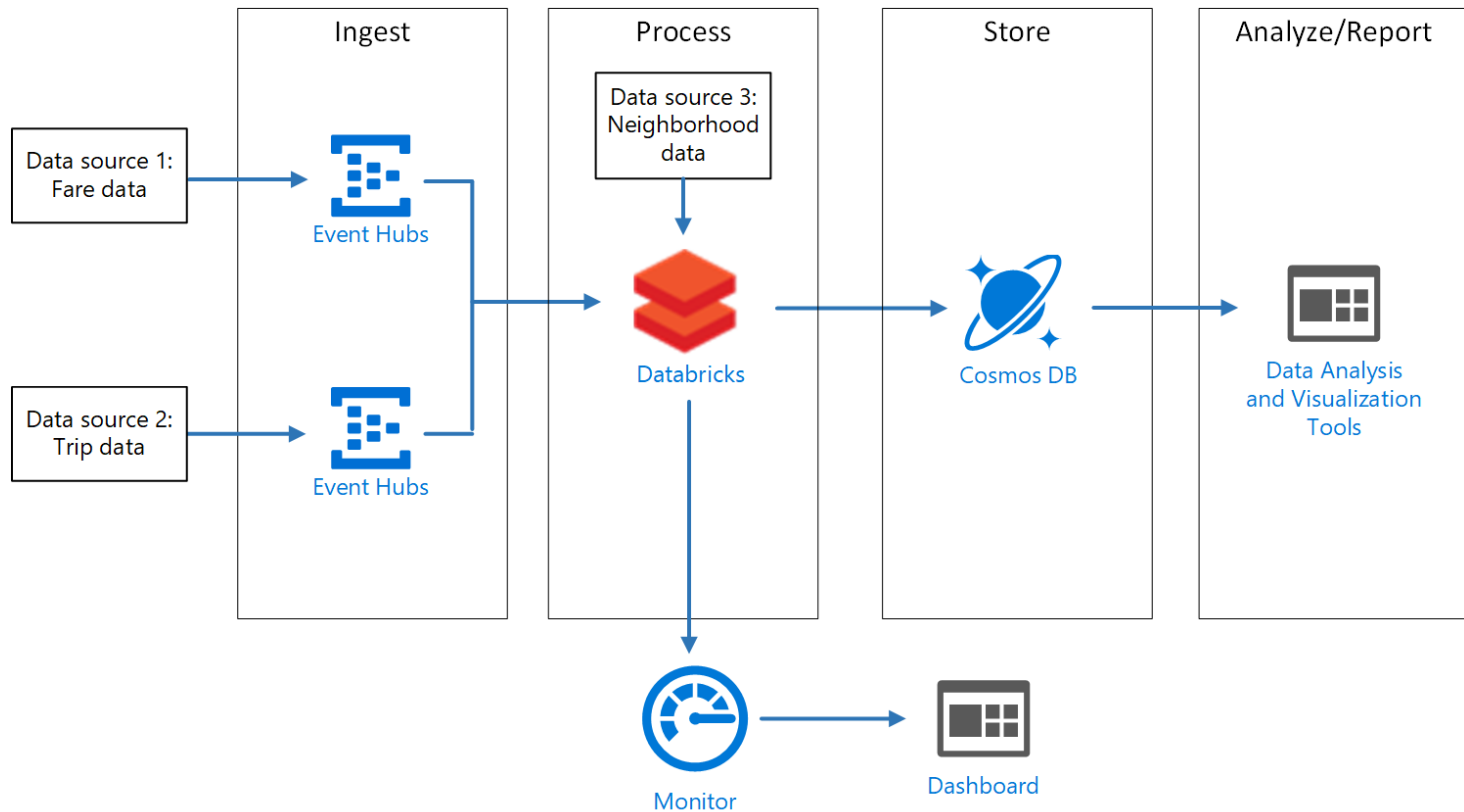 Ingest
Process
Store
Analyze/Report
Data source 1:
Fare data
Event Hubs
Data source 3:
Neighborhood
data
Databricks
Cosmos DB
Data Analysis
and Visualization
Tools
Data source 2:
Trip data
Event Hubs
Monitor
Dashboard